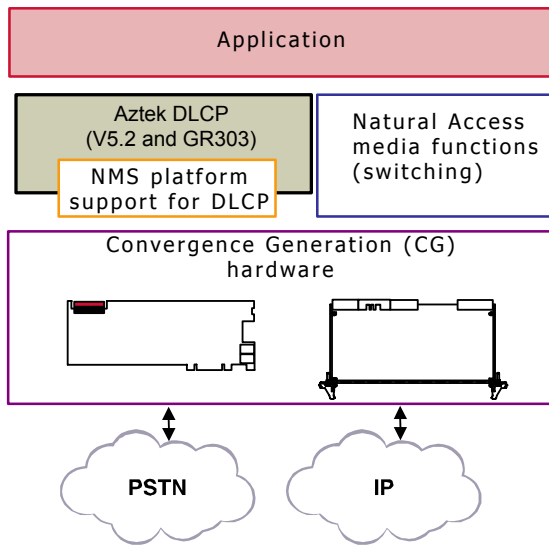 Application
Aztek DLCP
(V5.2 and GR303)
NMS platform
support for DLCP
Natural Access
media functions
(switching)
Convergence Generation (CG)
hardware
PSTN
IP